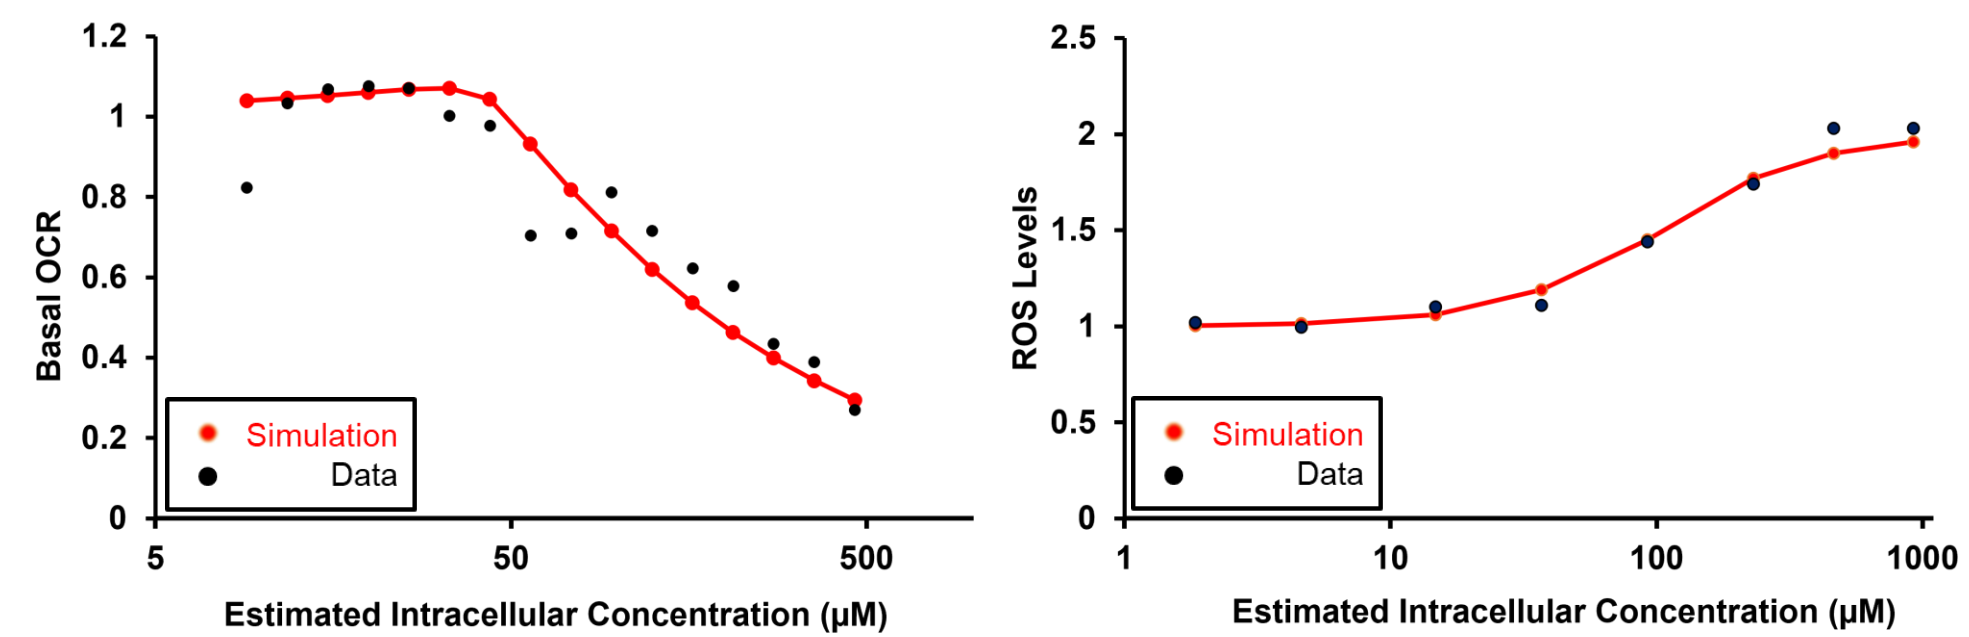 1.2
1
0.8
0.6
0.4
0.2
0
Basal OCR
Simulation
Data
5
50
500
Estimated Intracellular Concentration (µM)
2.5
2
1.5
1
0.5
0
ROS Levels
Simulation
Data
1
10
100
1000
Estimated Intracellular Concentration (µM)